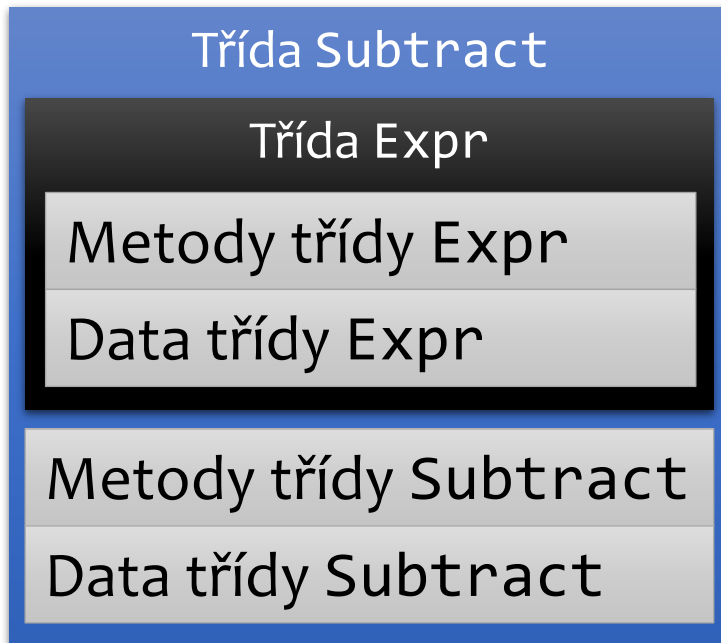 Třída Subtract
Třída Expr
Metody třídy Expr
Data třídy Expr
Metody třídy Subtract
Data třídy Subtract